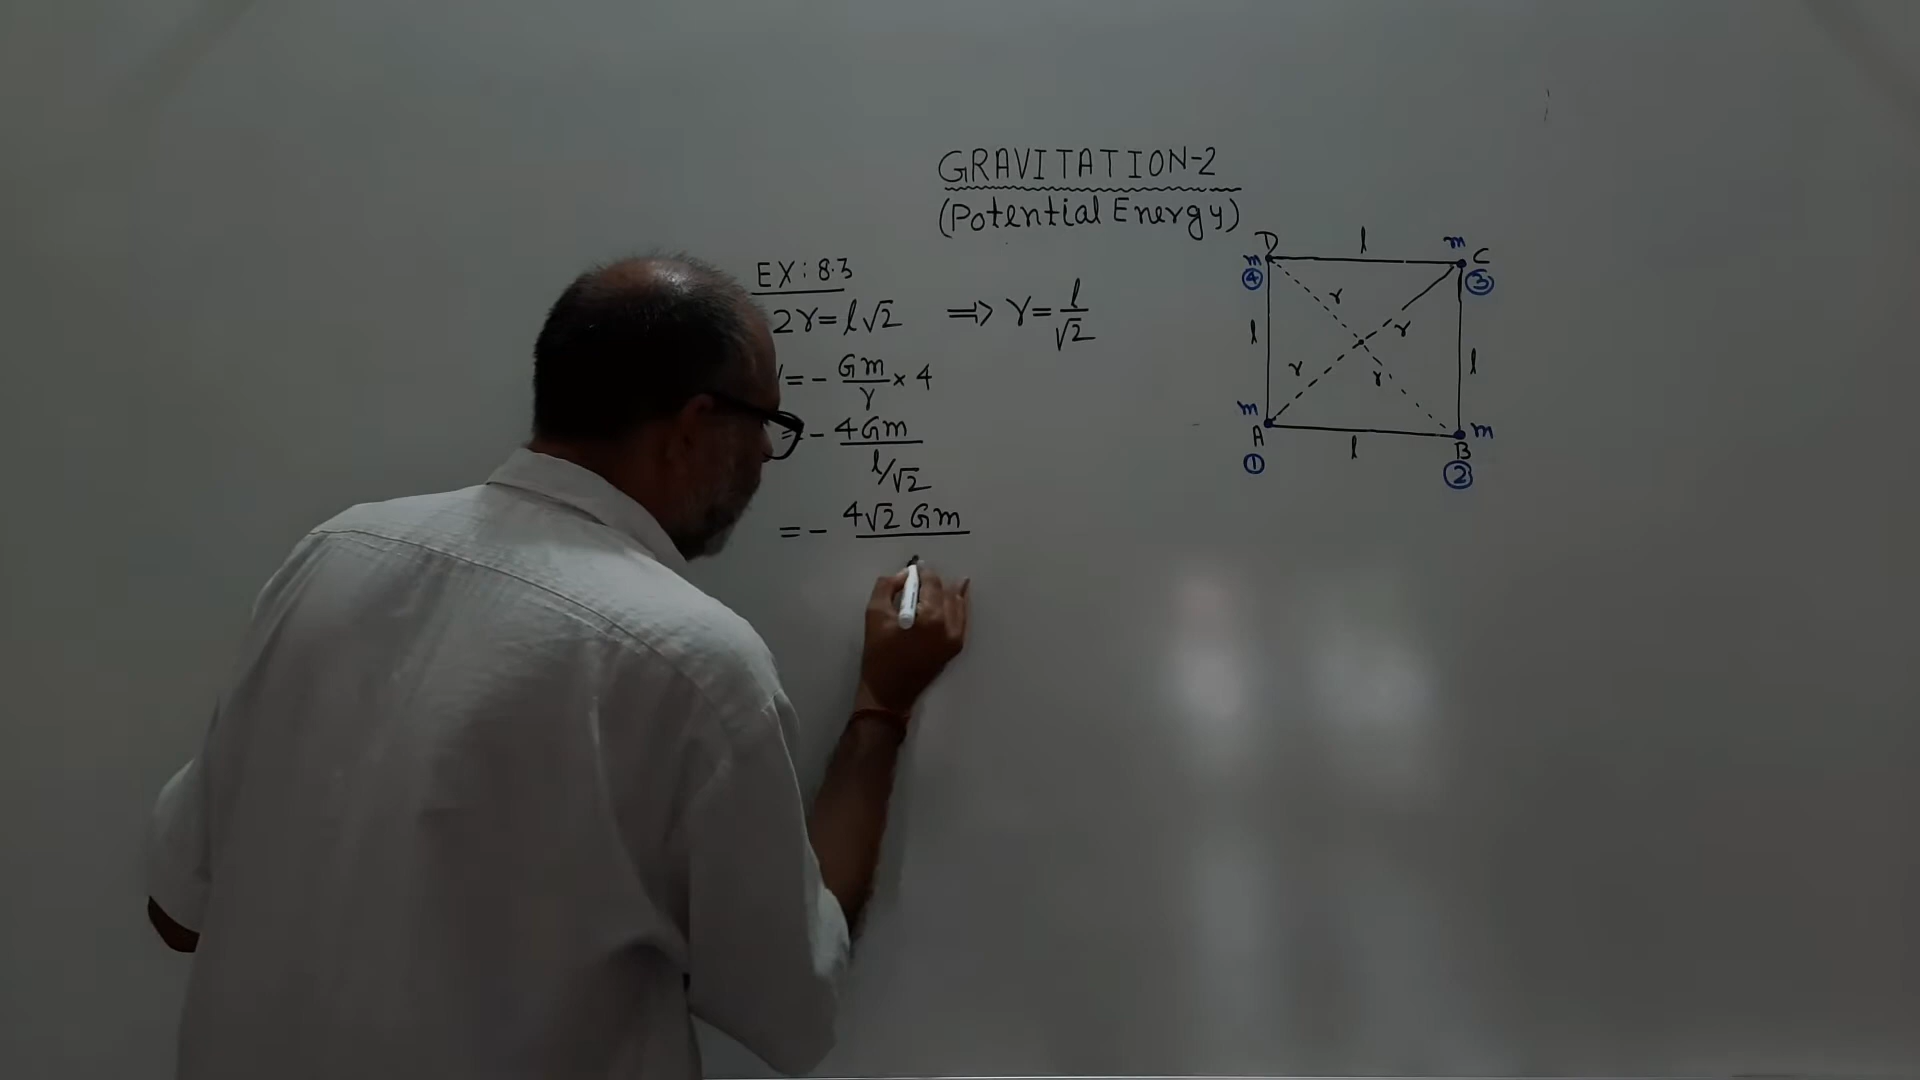 GRAVITATION-2
(Potential Energy)
EX: 8.3
2r = l√2 ⟹ r = l/√2
= - Gm/r × 4
= - 4Gm / l/√2
= - 4√2 Gm
D l m C
m ④ ③
r r
l l
r r
m
A l B m
① ②